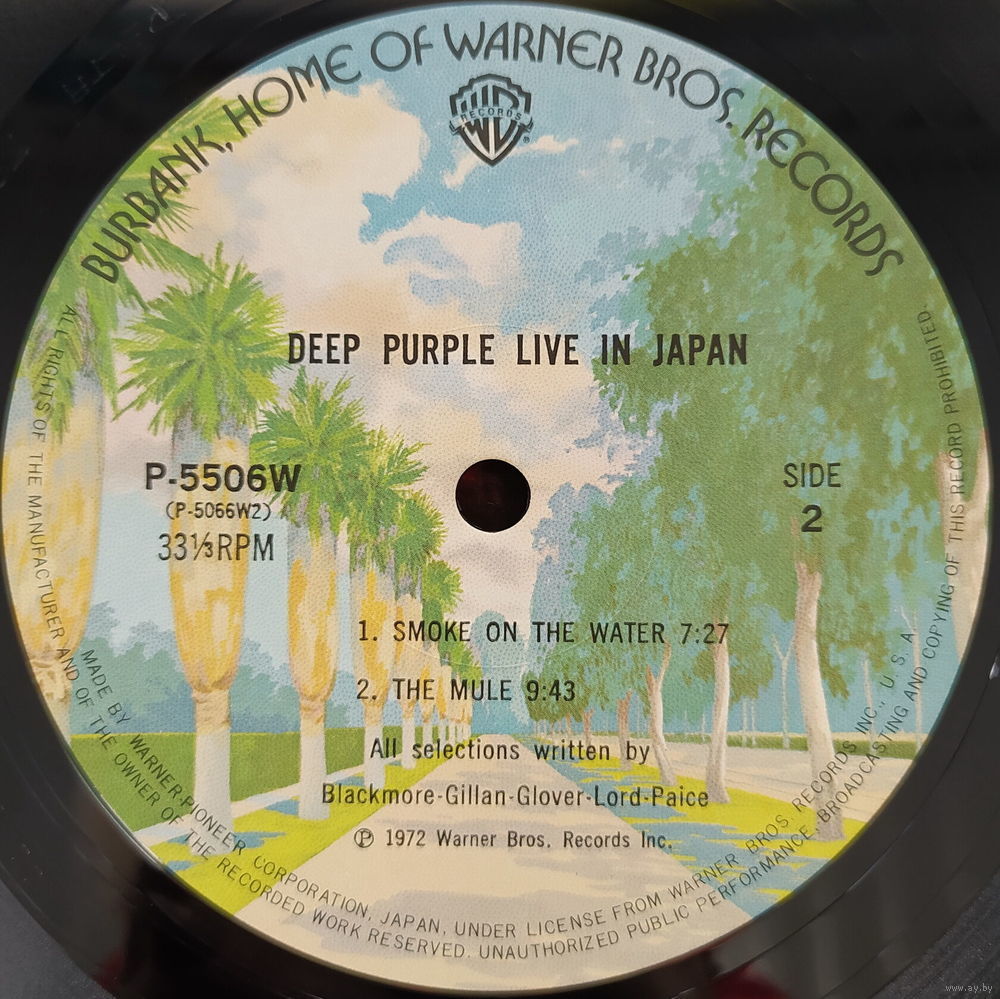 BURBANK, HOME OF WARNER BROS. RECORDS
WB
RECORDS
®
DEEP PURPLE LIVE IN JAPAN
P-5506W
(P-5066W2)
33⅓RPM
SIDE
2
1. SMOKE ON THE WATER 7:27
2. THE MULE 9:43
All selections written by
Blackmore-Gillan-Glover-Lord-Paice
Ⓟ 1972 Warner Bros. Records Inc.
MADE BY WARNER-PIONEER CORPORATION, JAPAN, UNDER LICENSE FROM WARNER BROS RECORDS INC., U. S. A.
ALL RIGHTS OF THE MANUFACTURER AND OF THE OWNER OF THE RECORDED WORK RESERVED. UNAUTHORIZED PUBLIC PERFORMANCE, BROADCASTING AND COPYING OF THIS RECORD PROHIBITED.
www.ay.by